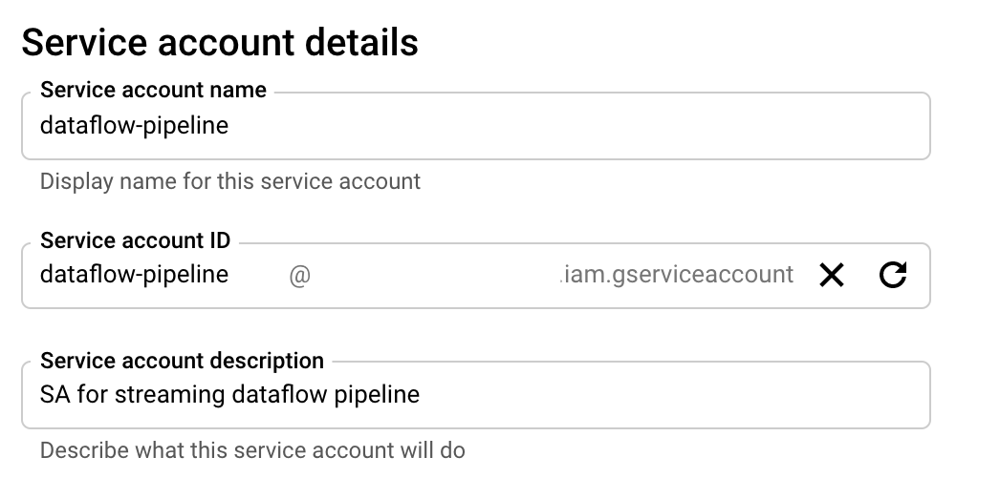 Service account details
Service account name
dataflow-pipeline
Display name for this service account
Service account ID
dataflow-pipeline @ .iam.gserviceaccount
Service account description
SA for streaming dataflow pipeline
Describe what this service account will do